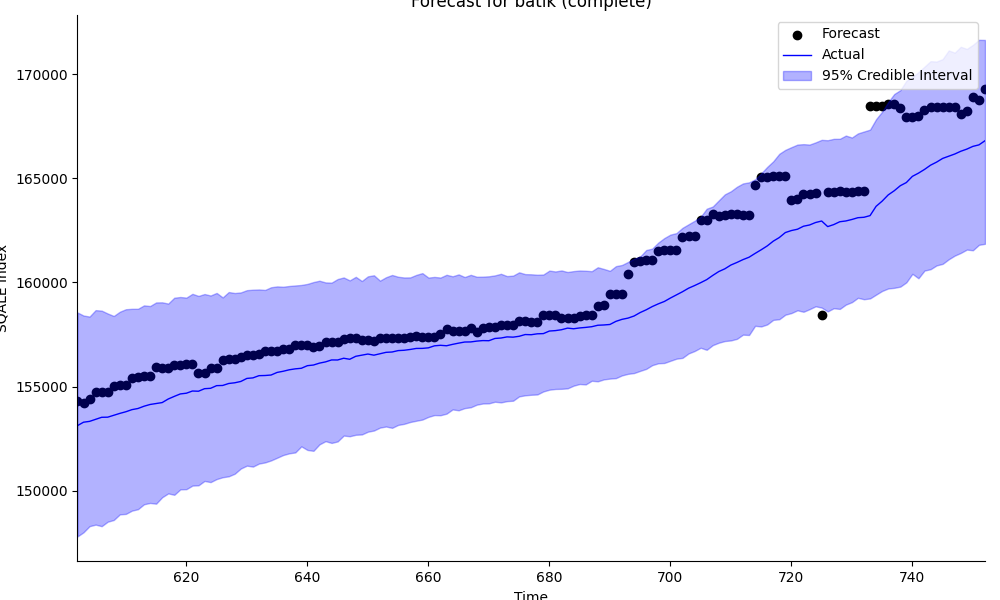 Forecast for batik (complete)
Forecast
Actual
95% Credible Interval
SQALE Index
170000
165000
160000
155000
150000
620
640
660
680
700
720
740
Time